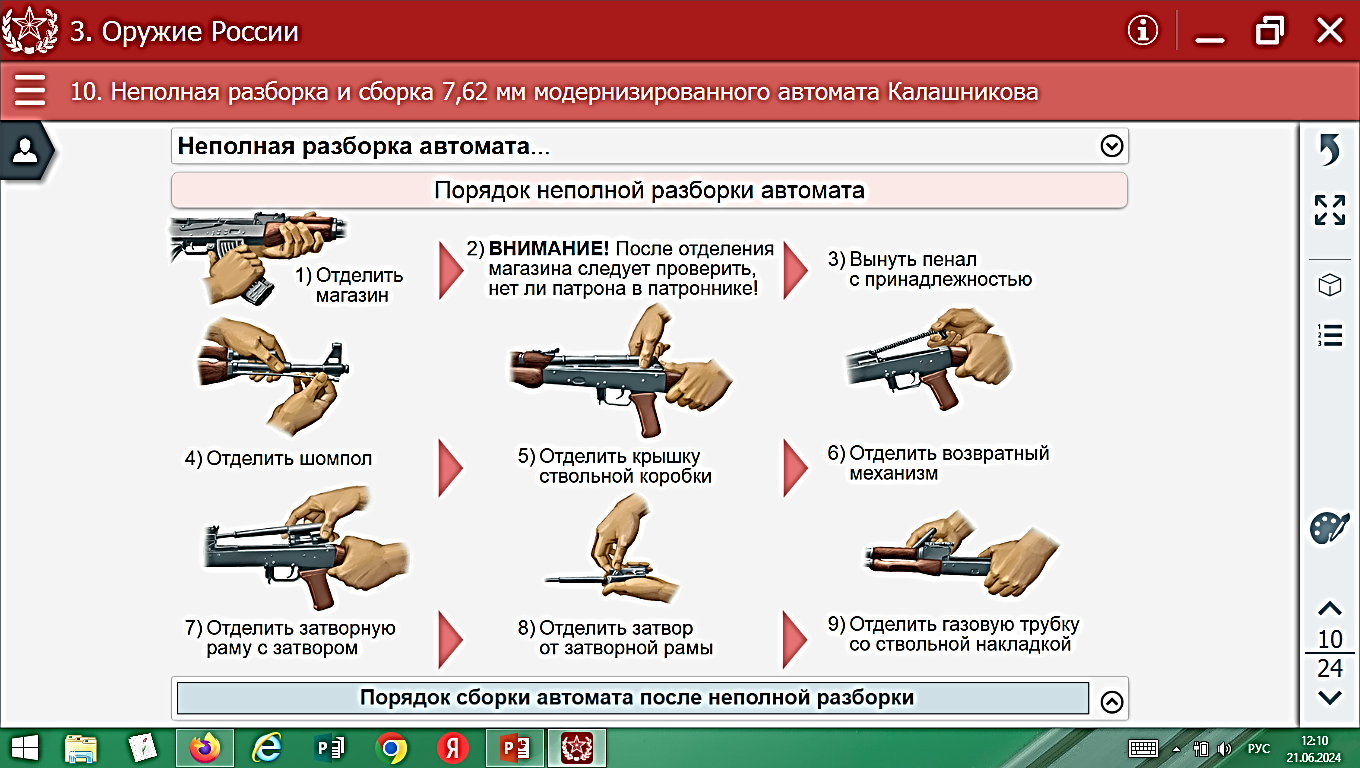 3. Оружие России
10. Неполная разборка и сборка 7,62 мм модернизированного автомата Калашникова
Неполная разборка автомата...
Порядок неполной разборки автомата
1) Отделить
магазин
2) ВНИМАНИЕ! После отделения
магазина следует проверить,
нет ли патрона в патроннике!
3) Вынуть пенал
с принадлежностью
4) Отделить шомпол
5) Отделить крышку
ствольной коробки
6) Отделить возвратный
механизм
7) Отделить затворную
раму с затвором
8) Отделить затвор
от затворной рамы
9) Отделить газовую трубку
со ствольной накладкой
Порядок сборки автомата после неполной разборки
1
2
3
10
24
РУС
12:10
21.06.2024